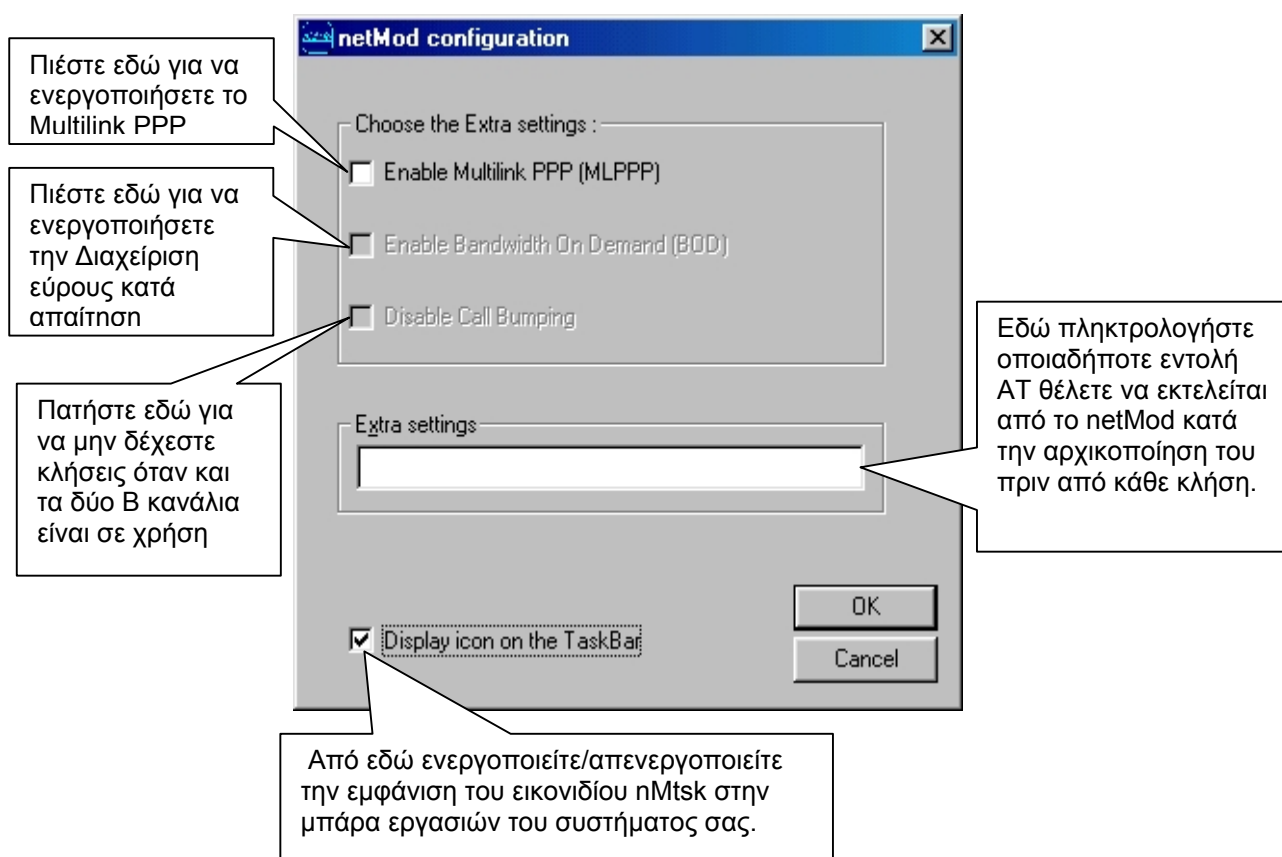 netMod configuration
Πιέστε εδώ για να
ενεργοποιήσετε το
Multilink PPP
Choose the Extra settings :
Enable Multilink PPP (MLPPP)
Πιέστε εδώ για να
ενεργοποιήσετε
την Διαχείριση
εύρους κατά
απαίτηση
Enable Bandwidth On Demand (BOD)
Disable Call Bumping
Εδώ πληκτρολογήστε
οποιαδήποτε εντολή
AT θέλετε να εκτελείται
από το netMod κατά
την αρχικοποίηση του
πριν από κάθε κλήση.
Πατήστε εδώ για
να μην δέχεστε
κλήσεις όταν και
τα δύο Β κανάλια
είναι σε χρήση
Extra settings
OK
Display icon on the TaskBar
Cancel
Από εδώ ενεργοποιείτε/απενεργοποιείτε
την εμφάνιση του εικονιδίου nMtsk στην
μπάρα εργασιών του συστήματος σας.